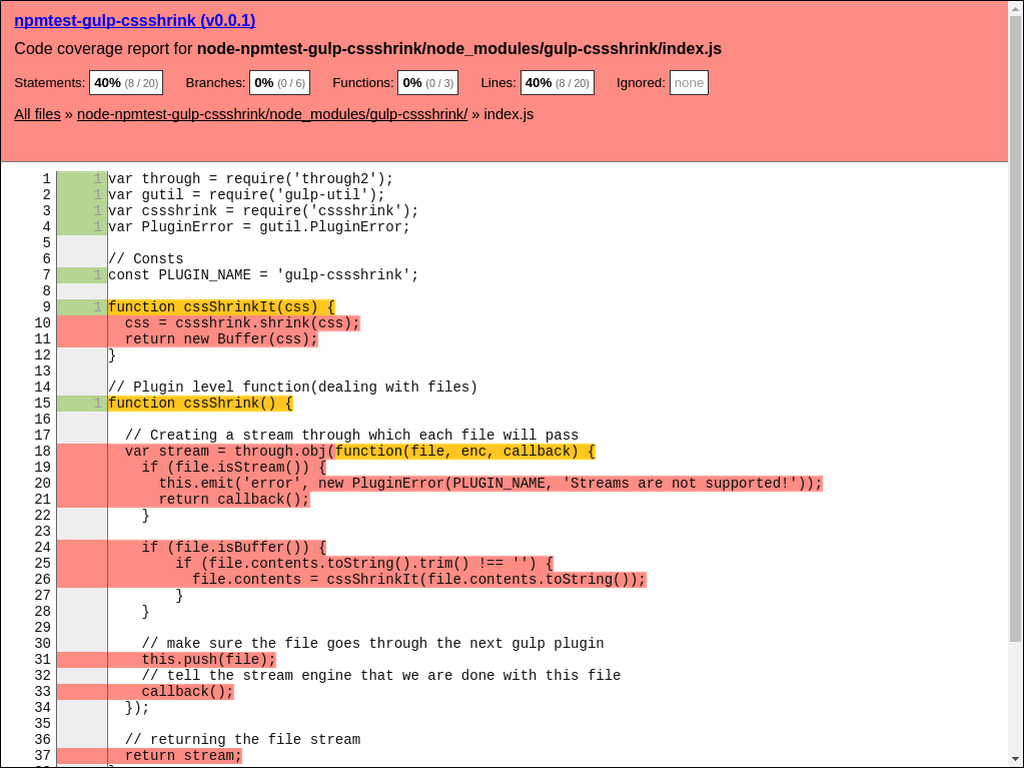 npmtest-gulp-cssshrink (v0.0.1)
Code coverage report for node-npmtest-gulp-cssshrink/node_modules/gulp-cssshrink/index.js
Statements: 40% (8 / 20) Branches: 0% (0 / 6) Functions: 0% (0 / 3) Lines: 40% (8 / 20) Ignored: none
All files » node-npmtest-gulp-cssshrink/node_modules/gulp-cssshrink/ » index.js
1 1 var through = require('through2');
2 1 var gutil = require('gulp-util');
3 1 var cssshrink = require('cssshrink');
4 1 var PluginError = gutil.PluginError;
5
6 // Consts
7 1 const PLUGIN_NAME = 'gulp-cssshrink';
8
9 1 function cssShrinkIt(css) {
10 css = cssshrink.shrink(css);
11 return new Buffer(css);
12 }
13
14 // Plugin level function(dealing with files)
15 1 function cssShrink() {
16
17 // Creating a stream through which each file will pass
18 var stream = through.obj(function(file, enc, callback) {
19 if (file.isStream()) {
20 this.emit('error', new PluginError(PLUGIN_NAME, 'Streams are not supported!'));
21 return callback();
22 }
23
24 if (file.isBuffer()) {
25 if (file.contents.toString().trim() !== '') {
26 file.contents = cssShrinkIt(file.contents.toString());
27 }
28 }
29
30 // make sure the file goes through the next gulp plugin
31 this.push(file);
32 // tell the stream engine that we are done with this file
33 callback();
34 });
35
36 // returning the file stream
37 return stream;